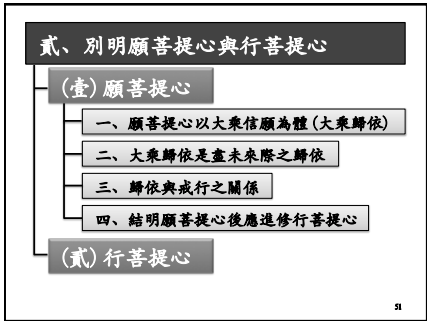 貳、別明願菩提心與行菩提心
(壹)願菩提心
一、願菩提心以大乘信願為體(大乘歸依)
二、大乘歸依是盡未來際之歸依
三、歸依與戒行之關係
四、結明願菩提心後應進修行菩提心
(貳)行菩提心
51